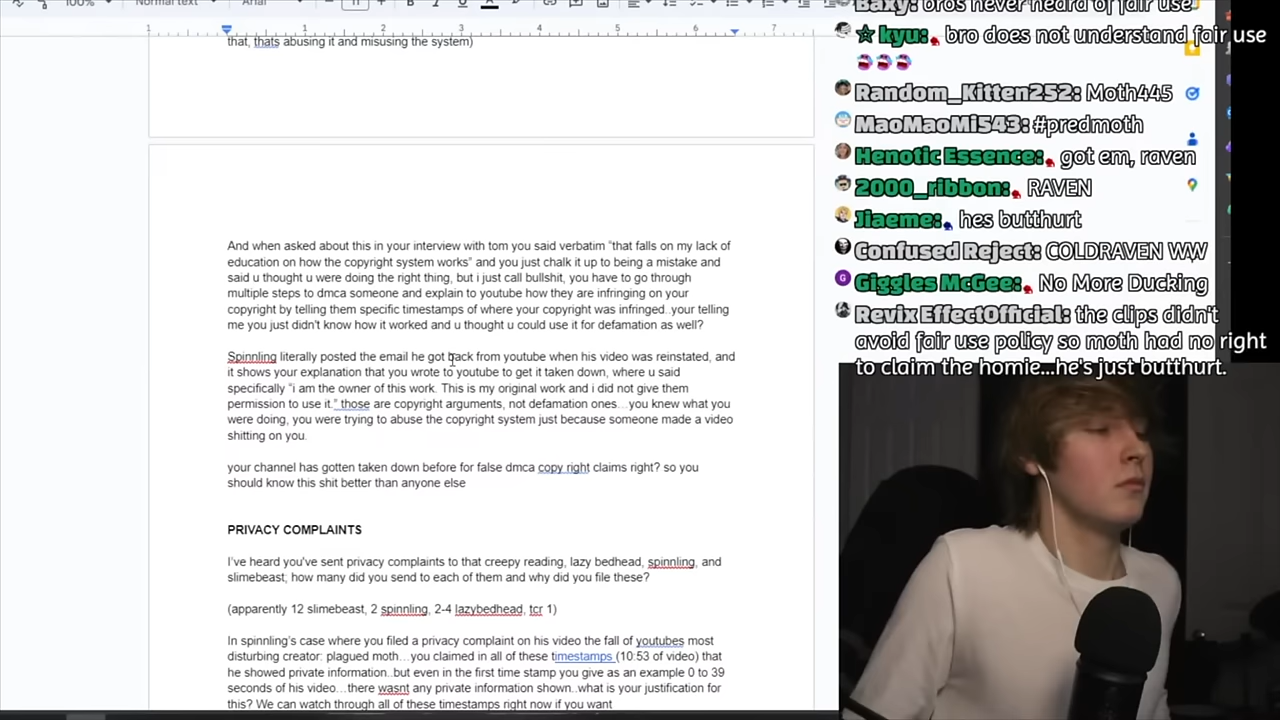 Normal text
Arial
11
1
1
2
3
4
5
6
7
that, thats abusing it and misusing the system)
And when asked about this in your interview with tom you said verbatim “that falls on my lack of
education on how the copyright system works” and you just chalk it up to being a mistake and
said u thought u were doing the right thing, but i just call bullshit, you have to go through
multiple steps to dmca someone and explain to youtube how they are infringing on your
copyright by telling them specific timestamps of where your copyright was infringed..your telling
me you just didn't know how it worked and u thought u could use it for defamation as well?
Spinnling literally posted the email he got back from youtube when his video was reinstated, and
it shows your explanation that you wrote to youtube to get it taken down, where u said
specifically “i am the owner of this work. This is my original work and i did not give them
permission to use it.” those are copyright arguments, not defamation ones…you knew what you
were doing, you were trying to abuse the copyright system just because someone made a video
shitting on you.
your channel has gotten taken down before for false dmca copy right claims right? so you
should know this shit better than anyone else
PRIVACY COMPLAINTS
I've heard you've sent privacy complaints to that creepy reading, lazy bedhead, spinnling, and
slimebeast; how many did you send to each of them and why did you file these?
(apparently 12 slimebeast, 2 spinnling, 2-4 lazybedhead, tcr 1)
In spinnling's case where you filed a privacy complaint on his video the fall of youtubes most
disturbing creator: plagued moth…you claimed in all of these timestamps (10:53 of video) that
he showed private information..but even in the first time stamp you give as an example 0 to 39
seconds of his video…there wasnt any private information shown..what is your justification for
this? We can watch through all of these timestamps right now if you want
Baxy: bros never heard of fair use
☆ kyu: bro does not understand fair use
Random_Kitten252: Moth445
MaoMaoMi543: #predmoth
Henotic Essence: got em, raven
2000_ribbon: RAVEN
Jiaeme: hes butthurt
Confused Reject: COLDRAVEN WW
G Giggles McGee: No More Ducking
Revix EffectOfficial: the clips didn't
avoid fair use policy so moth had no right
to claim the homie...he's just butthurt.